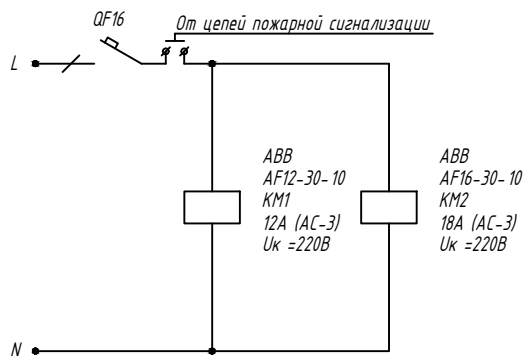 QF16
От цепей пожарной сигнализации
L
ABB
AF12-30-10
KM1
12A (AC-3)
Uк =220В
ABB
AF16-30-10
KM2
18A (AC-3)
Uк =220В
N